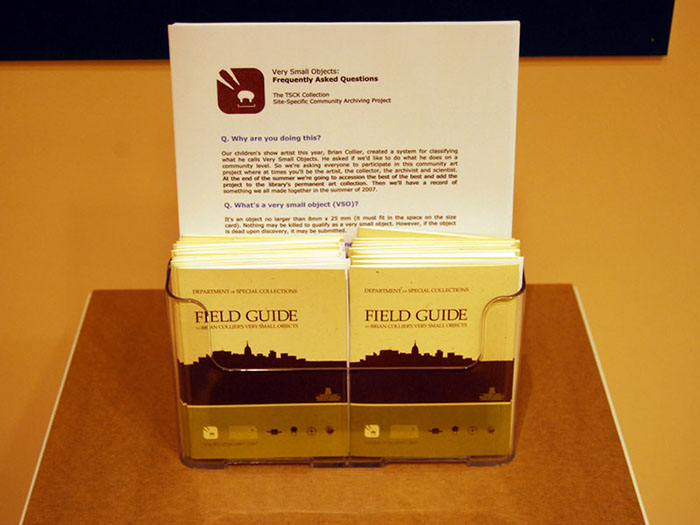 Very Small Objects:
Frequently Asked Questions
The TSCK Collection
Site-Specific Community Archiving Project
Q. Why are you doing this?
Our children's show artist this year, Brian Collier, created a system for classifying
what he calls Very Small Objects. He asked if we'd like to do what he does on a
community level. So we're asking everyone to participate in this community art
project where at times you'll be the artist, the collector, the archivist and scientist.
At the end of the summer we're going to accession the best of the best and add the
project to the library's permanent art collection. Then we'll have a record of
something we all made together in the summer of 2007.
Q. What's a very small object (VSO)?
It's an object no larger than 8mm x 25 mm (it must fit in the space on the size
card). Nothing may be killed to qualify as a very small object. However, if the object
is dead upon discovery, it may be submitted.
DEPARTMENT of SPECIAL COLLECTIONS
FIELD GUIDE
to BRIAN COLLIER'S VERY SMALL OBJECTS
DEPARTMENT of SPECIAL COLLECTIONS
FIELD GUIDE
to BRIAN COLLIER'S VERY SMALL OBJECTS